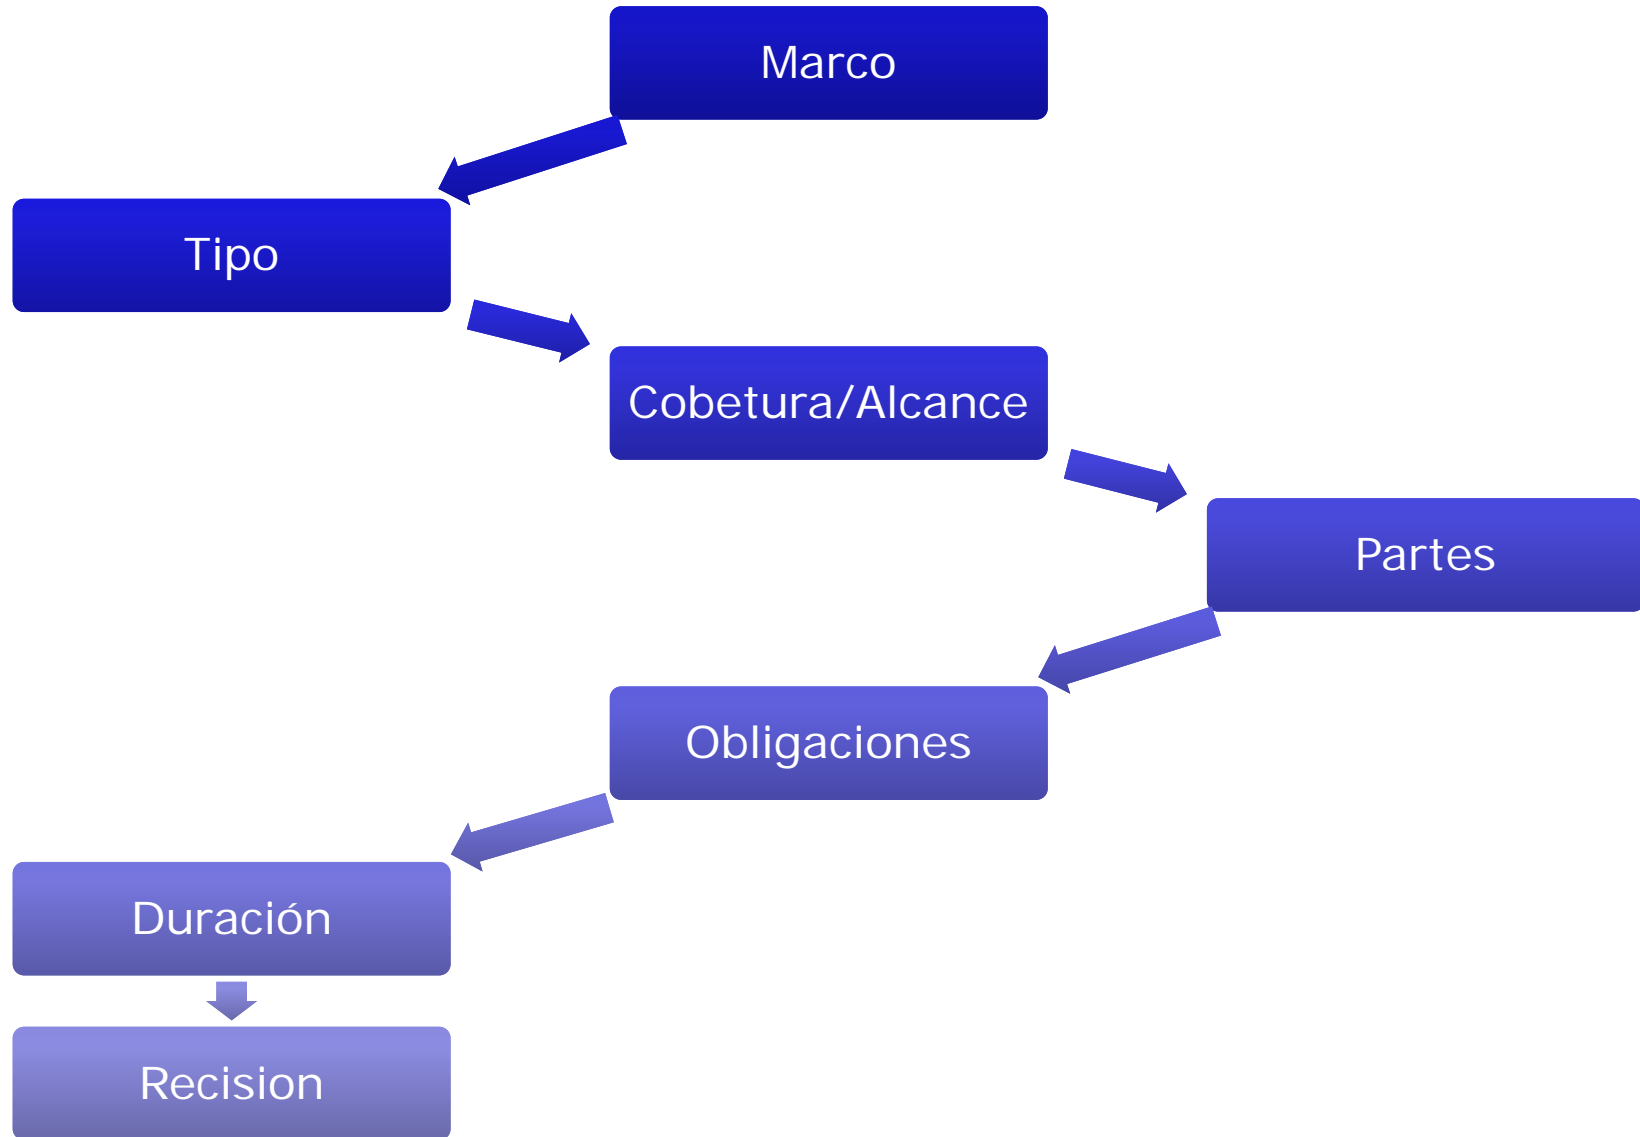 Marco
Tipo
Cobetura/Alcance
Partes
Obligaciones
Duración
Recision